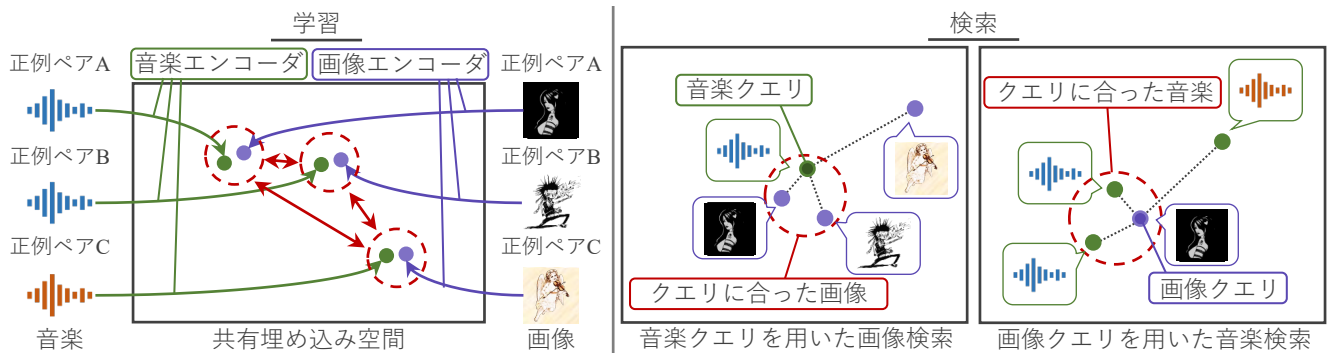 学習
正例ペアA
音楽エンコーダ
画像エンコーダ
正例ペアA
正例ペアB
正例ペアB
正例ペアC
正例ペアC
音楽
共有埋め込み空間
画像
検索
音楽クエリ
クエリに合った画像
音楽クエリを用いた画像検索
クエリに合った音楽
画像クエリ
画像クエリを用いた音楽検索